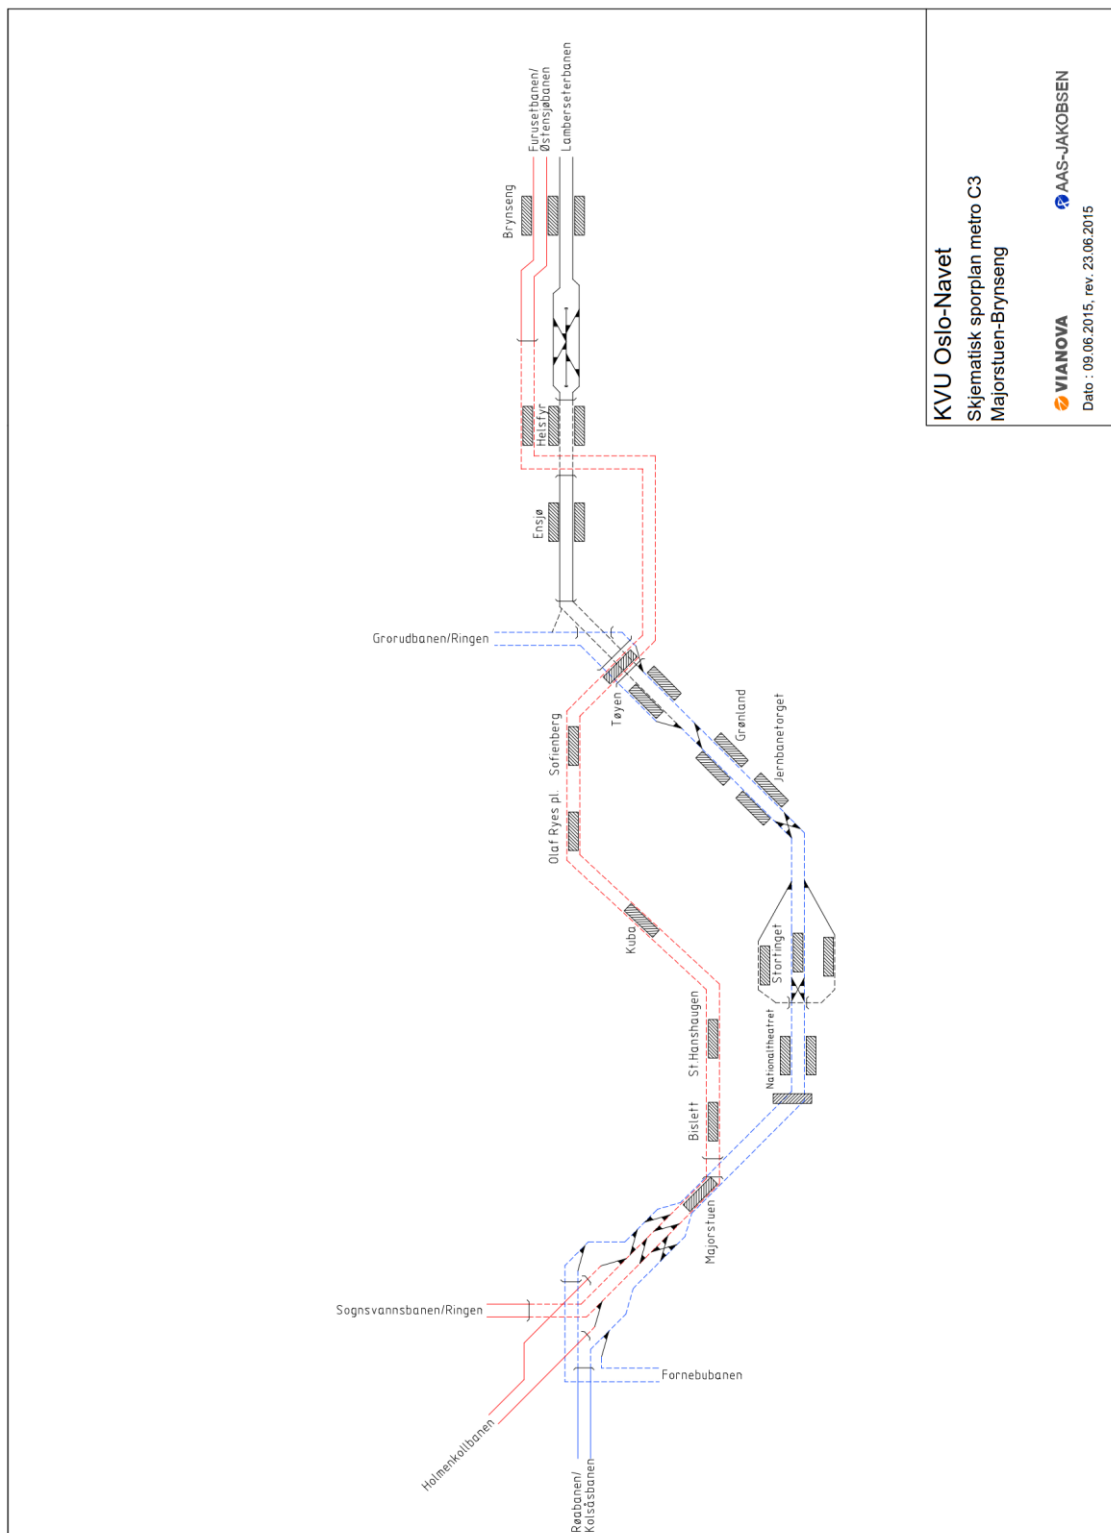 Furusetbanen/
Østensjøbanen
Lamberseterbanen
Brynseng
Helsfyr
Ensjø
Grorudbanen/Ringen
Tøyen
Sofienberg
Olaf Ryes pl.
Grønland
Jernbanetorget
Kuba
Stortinget
St.Hanshaugen
Nationaltheatret
Bislett
Majorstuen
Sognsvannsbanen/Ringen
Fornebubanen
Holmenkollbanen
Røabanen/
Kolsåsbanen
KVU Oslo-Navet
Skjematisk sporplan metro C3
Majorstuen-Brynseng
VIANOVA
AAS-JAKOBSEN
Dato : 09.06.2015, rev. 23.06.2015